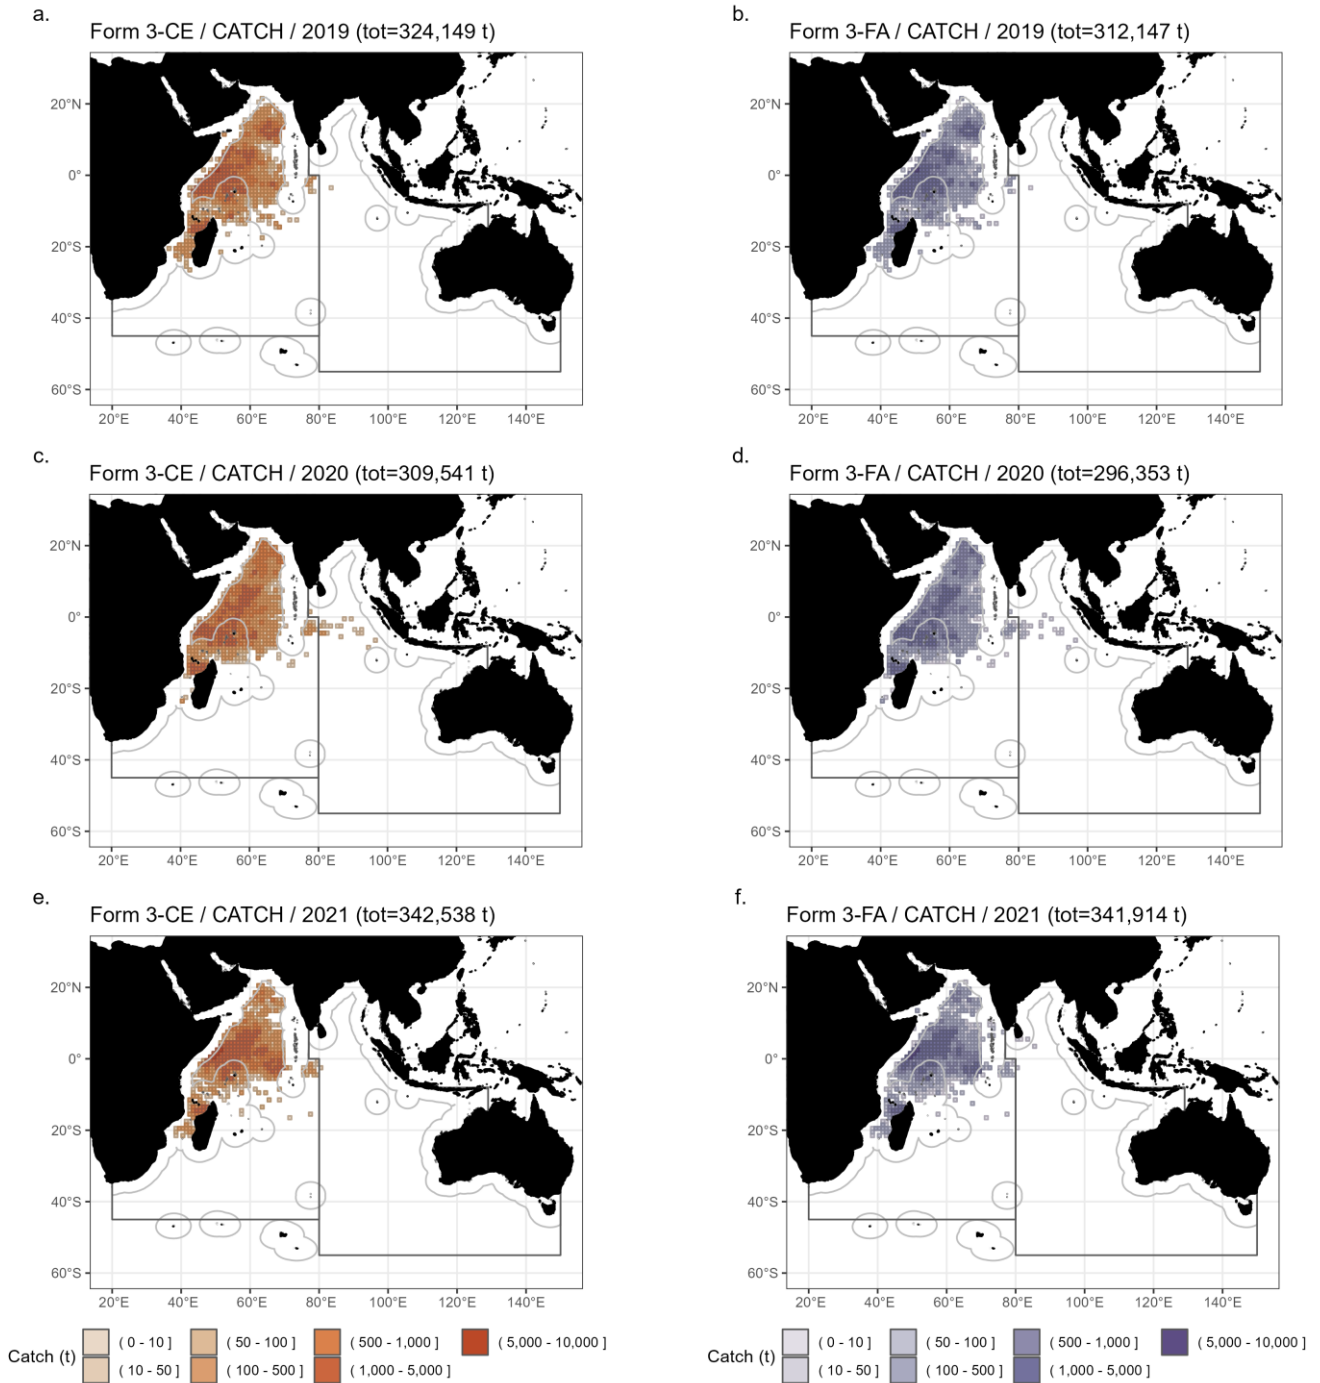 a.
Form 3-CE / CATCH / 2019 (tot=324,149 t)
20°N
0°
20°S
40°S
60°S
20°E 40°E 60°E 80°E 100°E 120°E 140°E
b.
Form 3-FA / CATCH / 2019 (tot=312,147 t)
20°N
0°
20°S
40°S
60°S
20°E 40°E 60°E 80°E 100°E 120°E 140°E
c.
Form 3-CE / CATCH / 2020 (tot=309,541 t)
20°N
0°
20°S
40°S
60°S
20°E 40°E 60°E 80°E 100°E 120°E 140°E
d.
Form 3-FA / CATCH / 2020 (tot=296,353 t)
20°N
0°
20°S
40°S
60°S
20°E 40°E 60°E 80°E 100°E 120°E 140°E
e.
Form 3-CE / CATCH / 2021 (tot=342,538 t)
20°N
0°
20°S
40°S
60°S
20°E 40°E 60°E 80°E 100°E 120°E 140°E
f.
Form 3-FA / CATCH / 2021 (tot=341,914 t)
20°N
0°
20°S
40°S
60°S
20°E 40°E 60°E 80°E 100°E 120°E 140°E
Catch (t)
( 0 - 10 ] ( 50 - 100 ] ( 500 - 1,000 ] ( 5,000 - 10,000 ]
( 10 - 50 ] ( 100 - 500 ] ( 1,000 - 5,000 ]
Catch (t)
( 0 - 10 ] ( 50 - 100 ] ( 500 - 1,000 ] ( 5,000 - 10,000 ]
( 10 - 50 ] ( 100 - 500 ] ( 1,000 - 5,000 ]